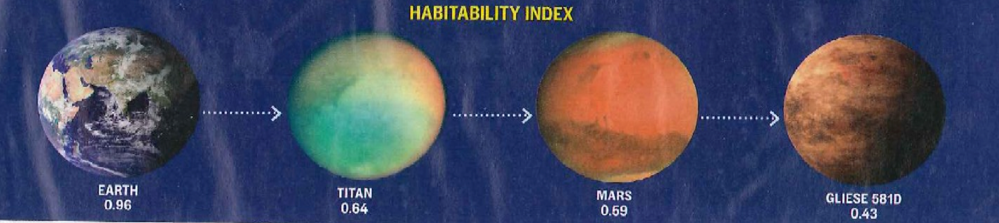 HABITABILITY INDEX
EARTH
0.96
TITAN
0.64
MARS
0.59
GLIESE 581D
0.43